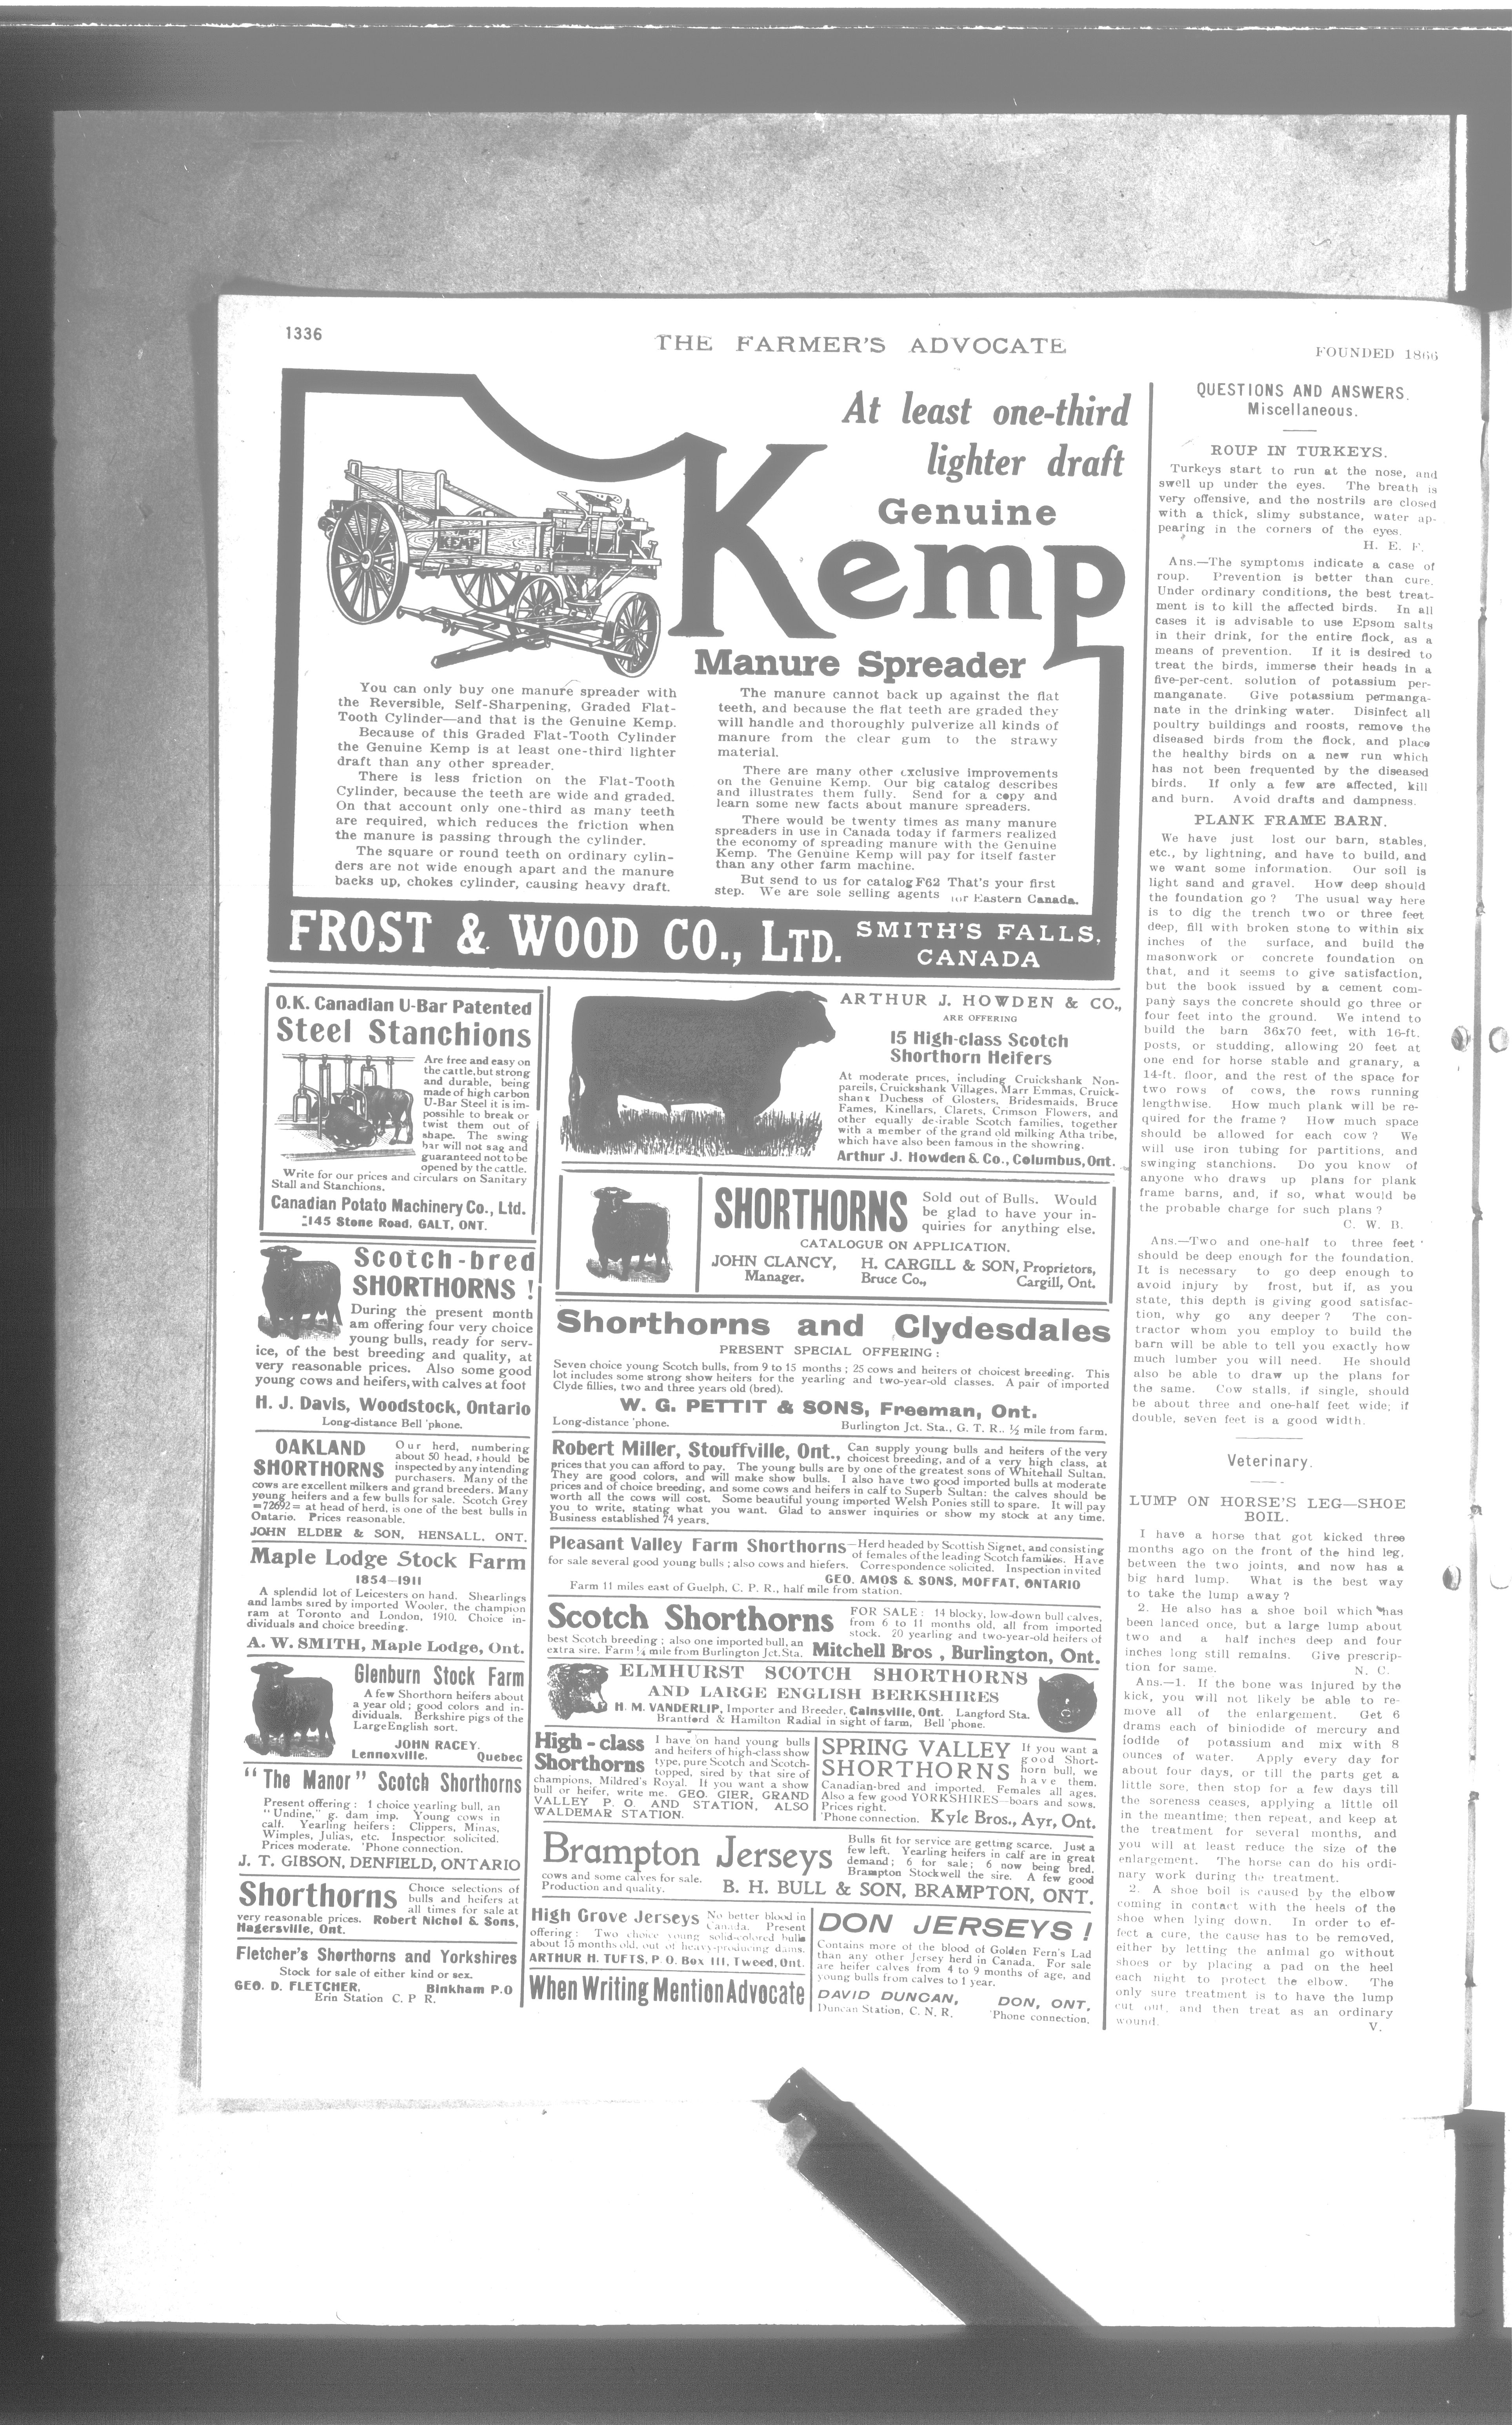 1336
THE FARMER'S ADVOCATE
FOUNDED 1866
At least one-third
lighter draft
Genuine
Kemp
KEMP
Manure Spreader
You can only buy one manure spreader with
the Reversible, Self-Sharpening, Graded Flat-
Tooth Cylinder—and that is the Genuine Kemp.
Because of this Graded Flat-Tooth Cylinder
the Genuine Kemp is at least one-third lighter
draft than any other spreader.
There is less friction on the Flat-Tooth
Cylinder, because the teeth are wide and graded.
On that account only one-third as many teeth
are required, which reduces the friction when
the manure is passing through the cylinder.
The square or round teeth on ordinary cylin-
ders are not wide enough apart and the manure
backs up, chokes cylinder, causing heavy draft.
The manure cannot back up against the flat
teeth, and because the flat teeth are graded they
will handle and thoroughly pulverize all kinds of
manure from the clear gum to the strawy
material.
There are many other exclusive improvements
on the Genuine Kemp. Our big catalog describes
and illustrates them fully. Send for a copy and
learn some new facts about manure spreaders.
There would be twenty times as many manure
spreaders in use in Canada today if farmers realized
the economy of spreading manure with the Genuine
Kemp. The Genuine Kemp will pay for itself faster
than any other farm machine.
But send to us for catalog F62 That's your first
step. We are sole selling agents for Eastern Canada.
FROST & WOOD CO., LTD.
SMITH'S FALLS,
CANADA
O.K. Canadian U-Bar Patented
Steel Stanchions
Are free and easy on
the cattle, but strong
and durable, being
made of high carbon
U-Bar Steel it is im-
possible to break or
twist them out of
shape. The swing
bar will not sag and
guaranteed not to be
opened by the cattle.
Write for our prices and circulars on Sanitary
Stall and Stanchions.
Canadian Potato Machinery Co., Ltd.
145 Stone Road, GALT, ONT.
Scotch-bred
SHORTHORNS !
During the present month
am offering four very choice
young bulls, ready for serv-
ice, of the best breeding and quality, at
very reasonable prices. Also some good
young cows and heifers, with calves at foot
H. J. Davis, Woodstock, Ontario
Long-distance Bell 'phone.
OAKLAND
SHORTHORNS
Our herd, numbering
about 50 head, should be
inspected by any intending
purchasers. Many of the
cows are excellent milkers and grand breeders. Many
young heifers and a few bulls for sale. Scotch Grey
=72692= at head of herd, is one of the best bulls in
Ontario. Prices reasonable.
JOHN ELDER & SON, HENSALL, ONT.
Maple Lodge Stock Farm
1854–1911
A splendid lot of Leicesters on hand. Shearlings
and lambs sired by imported Wooler, the champion
ram at Toronto and London, 1910. Choice in-
dividuals and choice breeding.
A. W. SMITH, Maple Lodge, Ont.
Glenburn Stock Farm
A few Shorthorn heifers about
a year old; good colors and in-
dividuals. Berkshire pigs of the
Large English sort.
JOHN RACEY.
Lennoxville. Quebec
"The Manor" Scotch Shorthorns
Present offering: 1 choice yearling bull, an
"Undine," g. dam imp. Young cows in
calf. Yearling heifers: Clippers, Minas,
Wimples, Julias, etc. Inspectior solicited.
Prices moderate. 'Phone connection.
J. T. GIBSON, DENFIELD, ONTARIO
Shorthorns
Choice selections of
bulls and heifers at
all times for sale at
very reasonable prices. Robert Nichol & Sons,
Hagersville, Ont.
Fletcher's Shorthorns and Yorkshires
Stock for sale of either kind or sex.
GEO. D. FLETCHER, Binkham P.O
Erin Station C. P R.
ARTHUR J. HOWDEN & CO.,
ARE OFFERING
15 High-class Scotch
Shorthorn Heifers
At moderate prices, including Cruickshank Non-
pareils, Cruickshank Villages, Marr Emmas, Cruick-
shank Duchess of Glosters, Bridesmaids, Bruce
Fames, Kinellars, Clarets, Crimson Flowers, and
other equally desirable Scotch families, together
with a member of the grand old milking Atha tribe,
which have also been famous in the showring.
Arthur J. Howden & Co., Columbus, Ont.
SHORTHORNS
Sold out of Bulls. Would
be glad to have your in-
quiries for anything else.
CATALOGUE ON APPLICATION.
JOHN CLANCY, H. CARGILL & SON, Proprietors,
Manager. Bruce Co., Cargill, Ont.
Shorthorns and Clydesdales
PRESENT SPECIAL OFFERING:
Seven choice young Scotch bulls, from 9 to 15 months; 25 cows and heifers of choicest breeding. This
lot includes some strong show heifers for the yearling and two-year-old classes. A pair of imported
Clyde fillies, two and three years old (bred).
W. G. PETTIT & SONS, Freeman, Ont.
Long-distance 'phone. Burlington Jct. Sta., G. T. R.. ½ mile from farm.
Robert Miller, Stouffville, Ont., Can supply young bulls and heifers of the very
choicest breeding, and of a very high class, at
prices that you can afford to pay. The young bulls are by one of the greatest sons of Whitehall Sultan.
They are good colors, and will make show bulls. I also have two good imported bulls at moderate
prices and of choice breeding, and some cows and heifers in calf to Superb Sultan: the calves should be
worth all the cows will cost. Some beautiful young imported Welsh Ponies still to spare. It will pay
you to write, stating what you want. Glad to answer inquiries or show my stock at any time.
Business established 74 years.
Pleasant Valley Farm Shorthorns—Herd headed by Scottish Signet, and consisting
of females of the leading Scotch families. Have
for sale several good young bulls; also cows and hiefers. Correspondence solicited. Inspection invited
GEO. AMOS & SONS, MOFFAT, ONTARIO
Farm 11 miles east of Guelph, C. P. R., half mile from station.
Scotch Shorthorns
FOR SALE: 14 blocky, low-down bull calves,
from 6 to 11 months old, all from imported
stock. 20 yearling and two-year-old heifers of
best Scotch breeding; also one imported bull, an
extra sire. Farm ¼ mile from Burlington Jct. Sta.
Mitchell Bros , Burlington, Ont.
ELMHURST SCOTCH SHORTHORNS
AND LARGE ENGLISH BERKSHIRES
H. M. VANDERLIP, Importer and Breeder, Cainsville, Ont. Langford Sta.
Brantford & Hamilton Radial in sight of farm, Bell 'phone.
High-class
Shorthorns
I have on hand young bulls
and heifers of high-class show
type, pure Scotch and Scotch-
topped, sired by that sire of
champions, Mildred's Royal. If you want a show
bull or heifer, write me. GEO. GIER, GRAND
VALLEY P. O. AND STATION, ALSO
WALDEMAR STATION.
SPRING VALLEY
SHORTHORNS
If you want a
good Short-
horn bull, we
have them.
Canadian-bred and imported. Females all ages.
Also a few good YORKSHIRES—boars and sows.
Prices right.
'Phone connection. Kyle Bros., Ayr, Ont.
Brampton Jerseys
Bulls fit for service are getting scarce. Just a
few left. Yearling heifers in calf are in great
demand; 6 for sale; 6 now being bred.
Brampton Stockwell the sire. A few good
cows and some calves for sale.
Production and quality.
B. H. BULL & SON, BRAMPTON, ONT.
High Grove Jerseys
No better blood in
Canada. Present
offering: Two choice young solid-colored bulls
about 15 months old, out of heavy-producing dams.
ARTHUR H. TUFTS, P. O. Box 111, Tweed, Ont.
When Writing Mention Advocate
DON JERSEYS!
Contains more of the blood of Golden Fern's Lad
than any other Jersey herd in Canada. For sale
are heifer calves from 4 to 9 months of age, and
young bulls from calves to 1 year.
DAVID DUNCAN, DON, ONT.
Duncan Station, C. N. R. 'Phone connection.
QUESTIONS AND ANSWERS.
Miscellaneous.
ROUP IN TURKEYS.
Turkeys start to run at the nose, and
swell up under the eyes. The breath is
very offensive, and the nostrils are closed
with a thick, slimy substance, water ap-
pearing in the corners of the eyes.
H. E. F.
Ans.—The symptoms indicate a case of
roup. Prevention is better than cure.
Under ordinary conditions, the best treat-
ment is to kill the affected birds. In all
cases it is advisable to use Epsom salts
in their drink, for the entire flock, as a
means of prevention. If it is desired to
treat the birds, immerse their heads in a
five-per-cent. solution of potassium per-
manganate. Give potassium permanga-
nate in the drinking water. Disinfect all
poultry buildings and roosts, remove the
diseased birds from the flock, and place
the healthy birds on a new run which
has not been frequented by the diseased
birds. If only a few are affected, kill
and burn. Avoid drafts and dampness.
PLANK FRAME BARN.
We have just lost our barn, stables,
etc., by lightning, and have to build, and
we want some information. Our soil is
light sand and gravel. How deep should
the foundation go? The usual way here
is to dig the trench two or three feet
deep, fill with broken stone to within six
inches of the surface, and build the
masonwork or concrete foundation on
that, and it seems to give satisfaction,
but the book issued by a cement com-
pany says the concrete should go three or
four feet into the ground. We intend to
build the barn 36x70 feet, with 16-ft.
posts, or studding, allowing 20 feet at
one end for horse stable and granary, a
14-ft. floor, and the rest of the space for
two rows of cows, the rows running
lengthwise. How much plank will be re-
quired for the frame? How much space
should be allowed for each cow? We
will use iron tubing for partitions, and
swinging stanchions. Do you know of
anyone who draws up plans for plank
frame barns, and, if so, what would be
the probable charge for such plans?
C. W. B.
Ans.—Two and one-half to three feet
should be deep enough for the foundation.
It is necessary to go deep enough to
avoid injury by frost, but if, as you
state, this depth is giving good satisfac-
tion, why go any deeper? The con-
tractor whom you employ to build the
barn will be able to tell you exactly how
much lumber you will need. He should
also be able to draw up the plans for
the same. Cow stalls, if single, should
be about three and one-half feet wide; if
double, seven feet is a good width.
Veterinary.
LUMP ON HORSE'S LEG—SHOE
BOIL.
I have a horse that got kicked three
months ago on the front of the hind leg,
between the two joints, and now has a
big hard lump. What is the best way
to take the lump away?
2. He also has a shoe boil which has
been lanced once, but a large lump about
two and a half inches deep and four
inches long still remains. Give prescrip-
tion for same. N. C.
Ans.—1. If the bone was injured by the
kick, you will not likely be able to re-
move all of the enlargement. Get 6
drams each of biniodide of mercury and
iodide of potassium and mix with 8
ounces of water. Apply every day for
about four days, or till the parts get a
little sore, then stop for a few days till
the soreness ceases, applying a little oil
in the meantime; then repeat, and keep at
the treatment for several months, and
you will at least reduce the size of the
enlargement. The horse can do his ordi-
nary work during the treatment.
2. A shoe boil is caused by the elbow
coming in contact with the heels of the
shoe when lying down. In order to ef-
fect a cure, the cause has to be removed,
either by letting the animal go without
shoes or by placing a pad on the heel
each night to protect the elbow. The
only sure treatment is to have the lump
cut out, and then treat as an ordinary
wound. V.